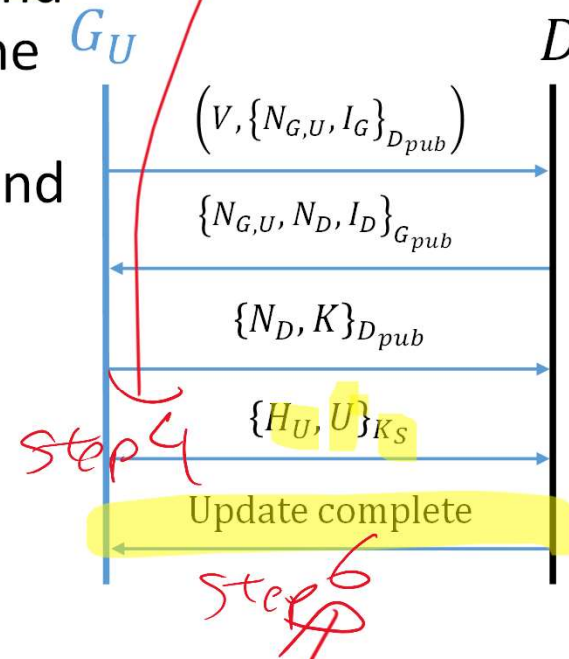 nd
ne
G_U D
(V, {N_{G,U}, I_G}_{D_{pub}})
nd
{N_{G,U}, N_D, I_D}_{G_{pub}}
{N_D, K}_{D_{pub}}
{H_U, U}_{K_S}
step 4
Update complete
step 6